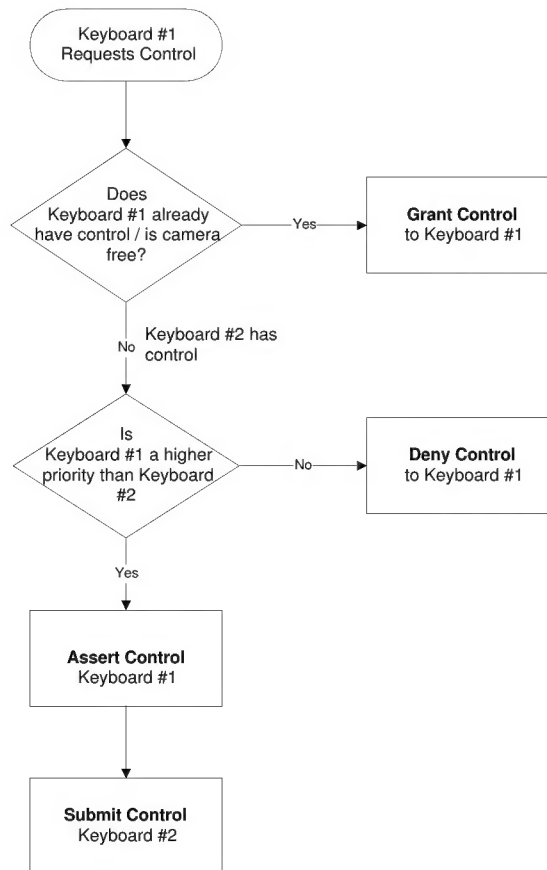 Keyboard #1
Requests Control
Does
Keyboard #1 already
have control / is camera
free?
Yes
Grant Control
to Keyboard #1
No
Keyboard #2 has
control
Is
Keyboard #1 a higher
priority than Keyboard
#2
No
Deny Control
to Keyboard #1
Yes
Assert Control
Keyboard #1
Submit Control
Keyboard #2